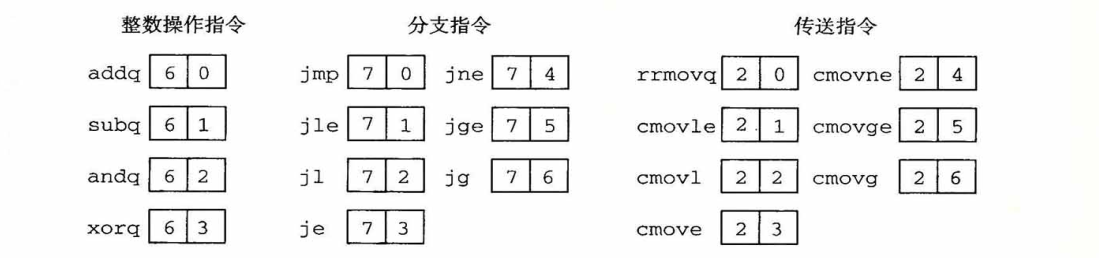 整数操作指令 分支指令 传送指令
addq 6 0 jmp 7 0 jne 7 4 rrmovq 2 0 cmovne 2 4
subq 6 1 jle 7 1 jge 7 5 cmovle 2 1 cmovge 2 5
andq 6 2 jl 7 2 jg 7 6 cmovl 2 2 cmovg 2 6
xorq 6 3 je 7 3 cmove 2 3